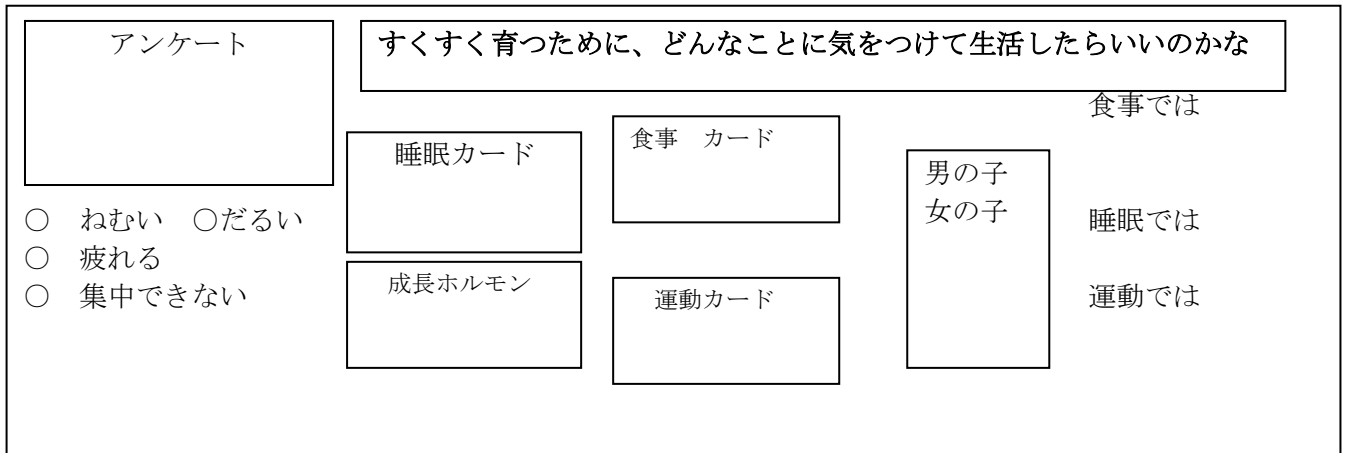 アンケート
すくすく育つために、どんなことに気をつけて生活したらいいのかな
○ ねむい ○だるい
○ 疲れる
○ 集中できない
睡眠カード
成長ホルモン
食事 カード
運動カード
男の子
女の子
食事では
睡眠では
運動では